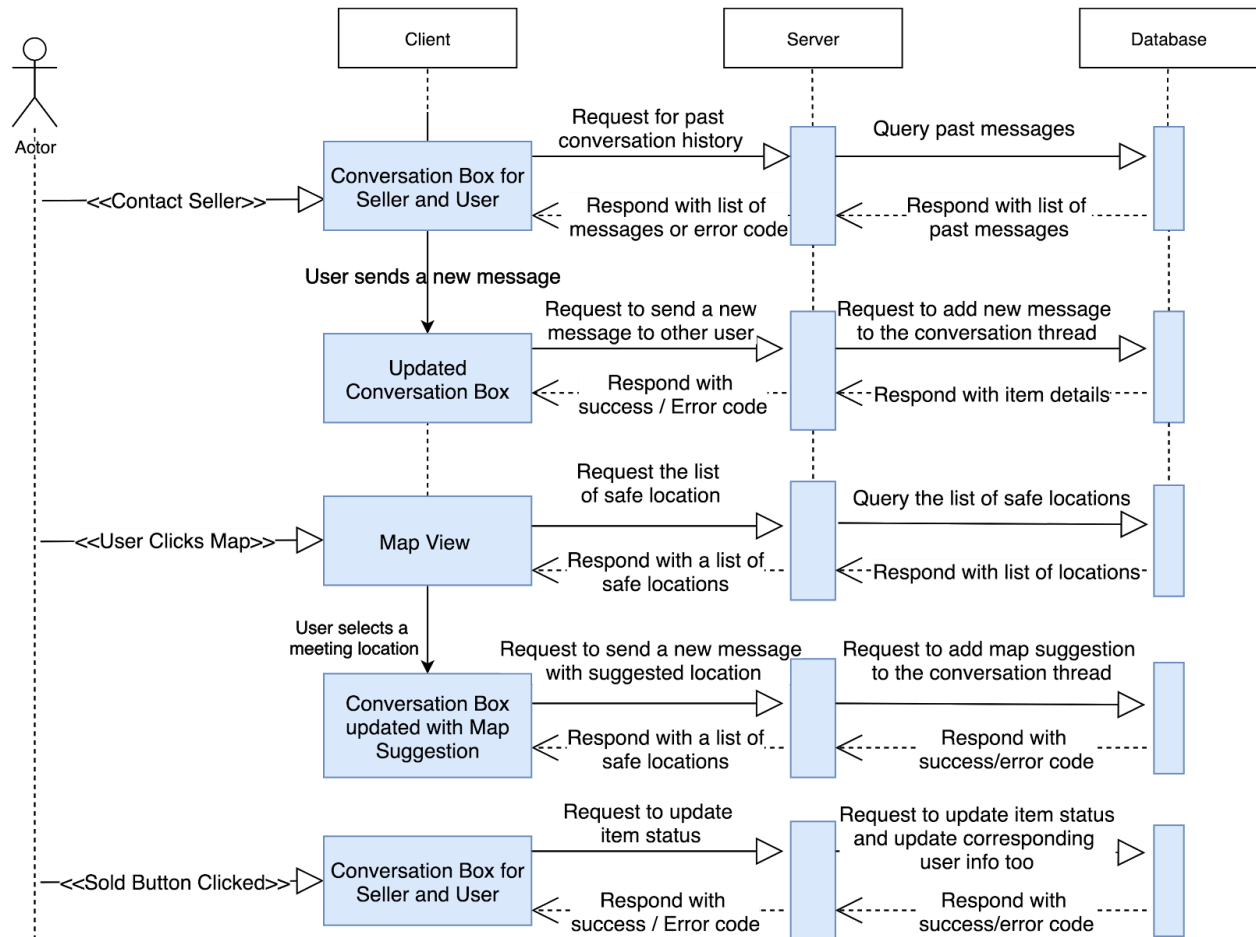 Client
Server
Database
Actor
Request for past
conversation history
Query past messages
<<Contact Seller>>
Conversation Box for
Seller and User
Respond with list of
messages or error code
Respond with list of
past messages
User sends a new message
Request to send a new
message to other user
Request to add new message
to the conversation thread
Updated
Conversation Box
Respond with
success / Error code
Respond with item details
Request the list
of safe location
Query the list of safe locations
<<User Clicks Map>>
Map View
Respond with a list of
safe locations
Respond with list of locations
User selects a
meeting location
Request to send a new message
with suggested location
Request to add map suggestion
to the conversation thread
Conversation Box
updated with Map
Suggestion
Respond with a list of
safe locations
Respond with
success/error code
Request to update
item status
Request to update item status
and update corresponding
user info too
<<Sold Button Clicked>>
Conversation Box for
Seller and User
Respond with
success / Error code
Respond with
success/error code